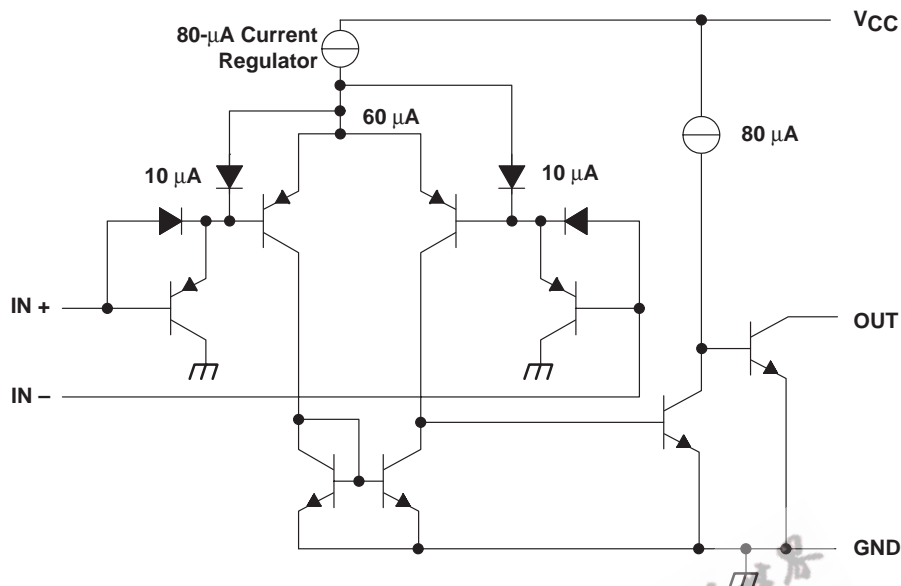 VCC
80-μA Current
Regulator
60 μA
80 μA
10 μA
10 μA
IN +
OUT
IN –
GND